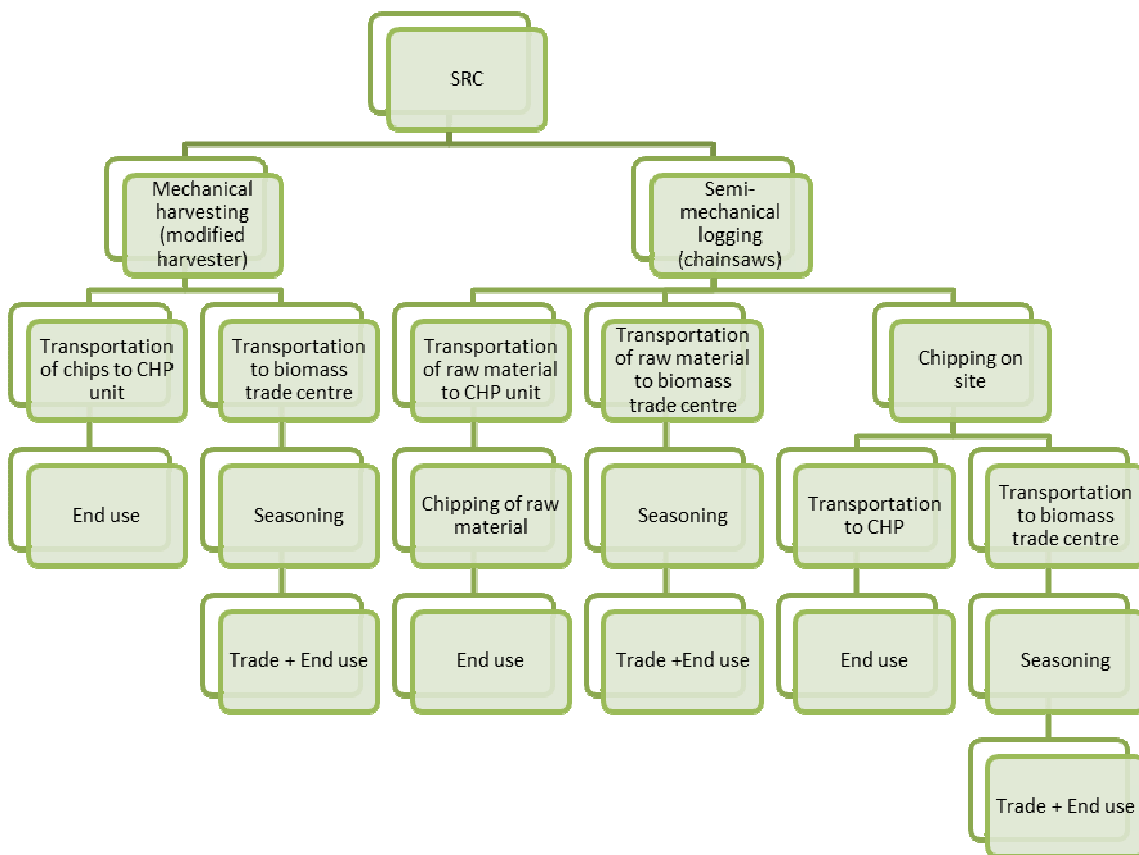 SRC
Mechanical
harvesting
(modified
harvester)
Semi-
mechanical
logging
(chainsaws)
Transportation
of chips to CHP
unit
Transportation
to biomass
trade centre
Transportation
of raw material
to CHP unit
Transportation
of raw material
to biomass
trade centre
Chipping on
site
End use
Seasoning
Chipping of raw
material
Seasoning
Transportation
to CHP
Transportation
to biomass
trade centre
Trade + End use
End use
Trade +End use
End use
Seasoning
Trade + End use